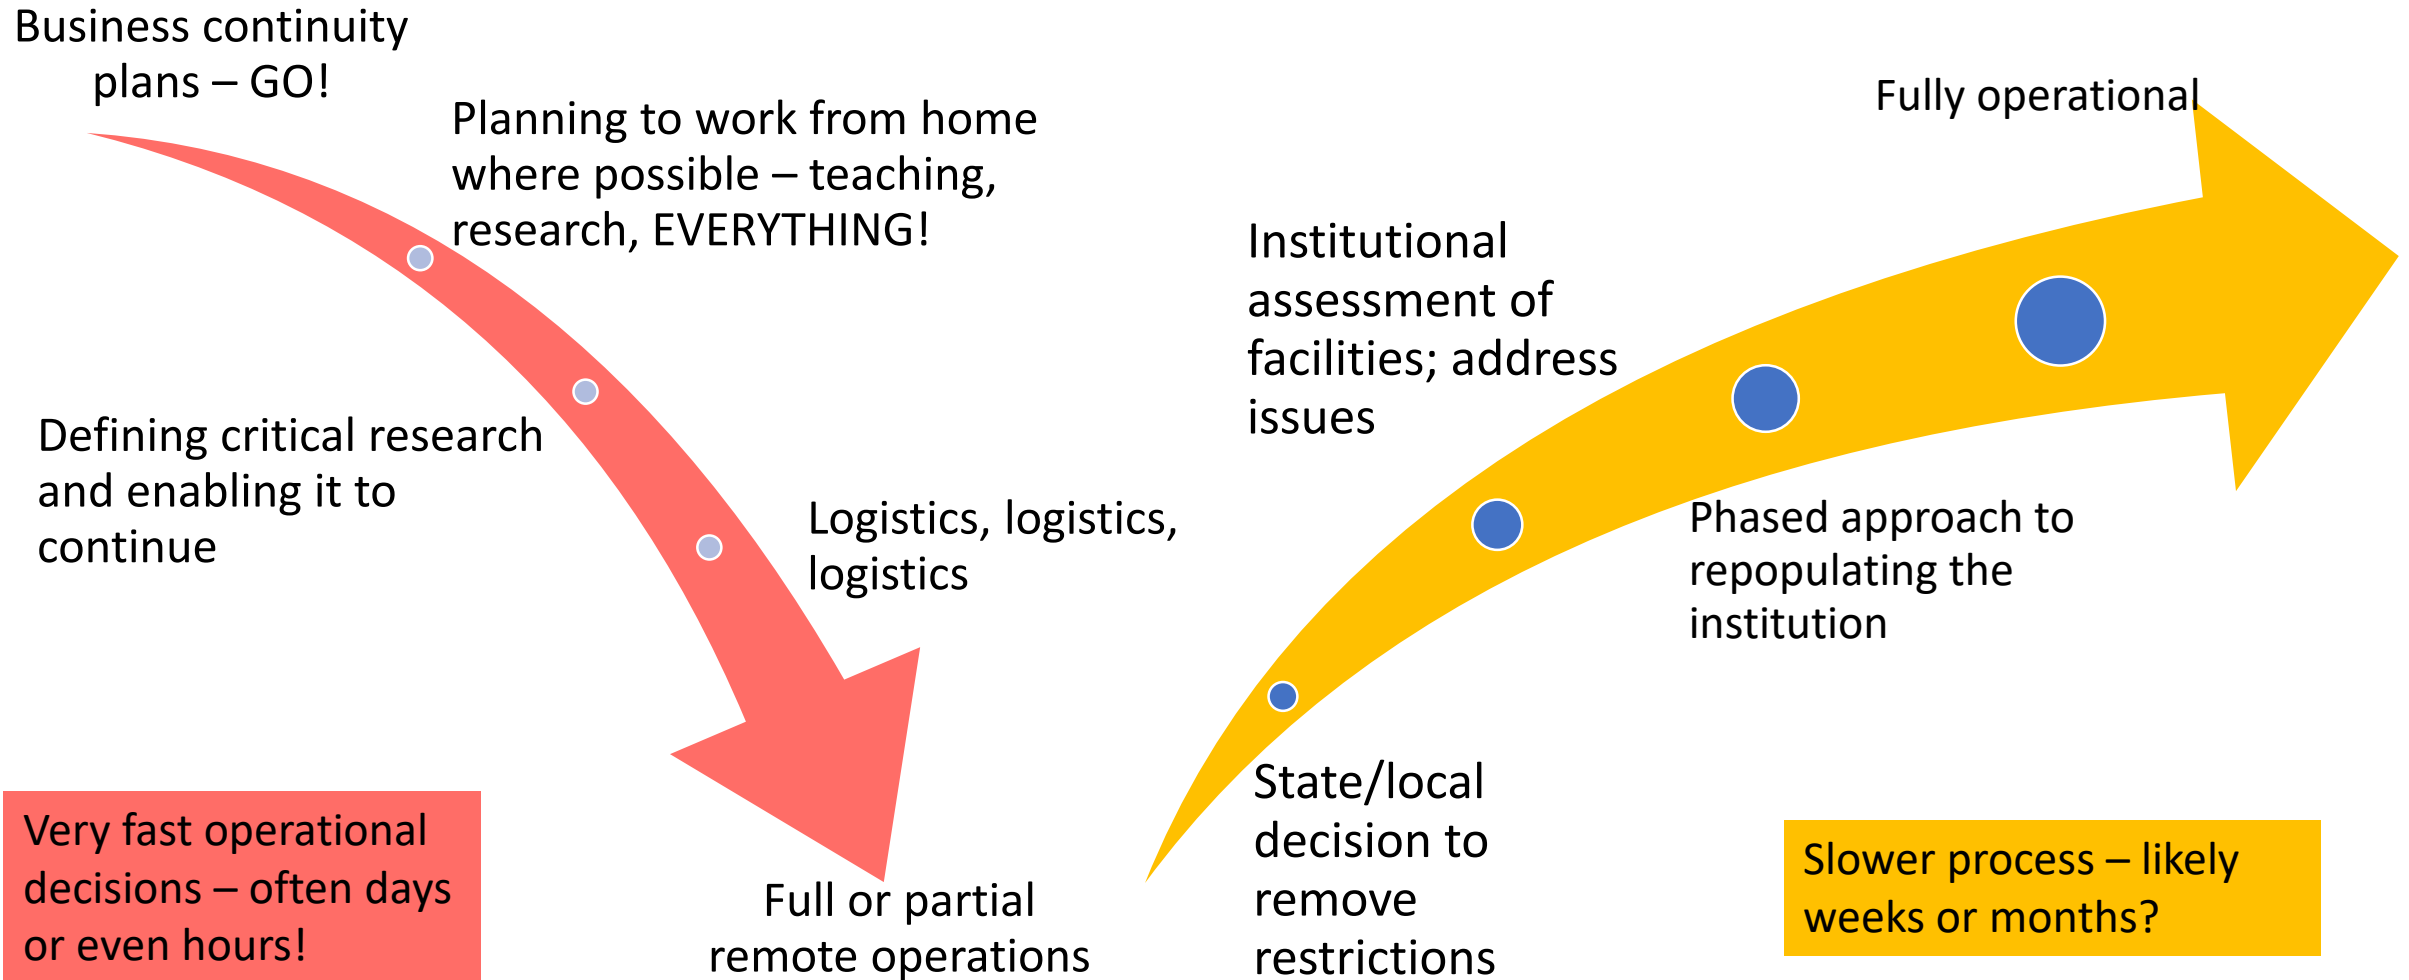 Business continuity
plans – GO!
Planning to work from home
where possible – teaching,
research, EVERYTHING!
Defining critical research
and enabling it to
continue
Logistics, logistics,
logistics
Full or partial
remote operations
Very fast operational
decisions – often days
or even hours!
State/local
decision to
remove
restrictions
Institutional
assessment of
facilities; address
issues
Phased approach to
repopulating the
institution
Fully operational
Slower process – likely
weeks or months?